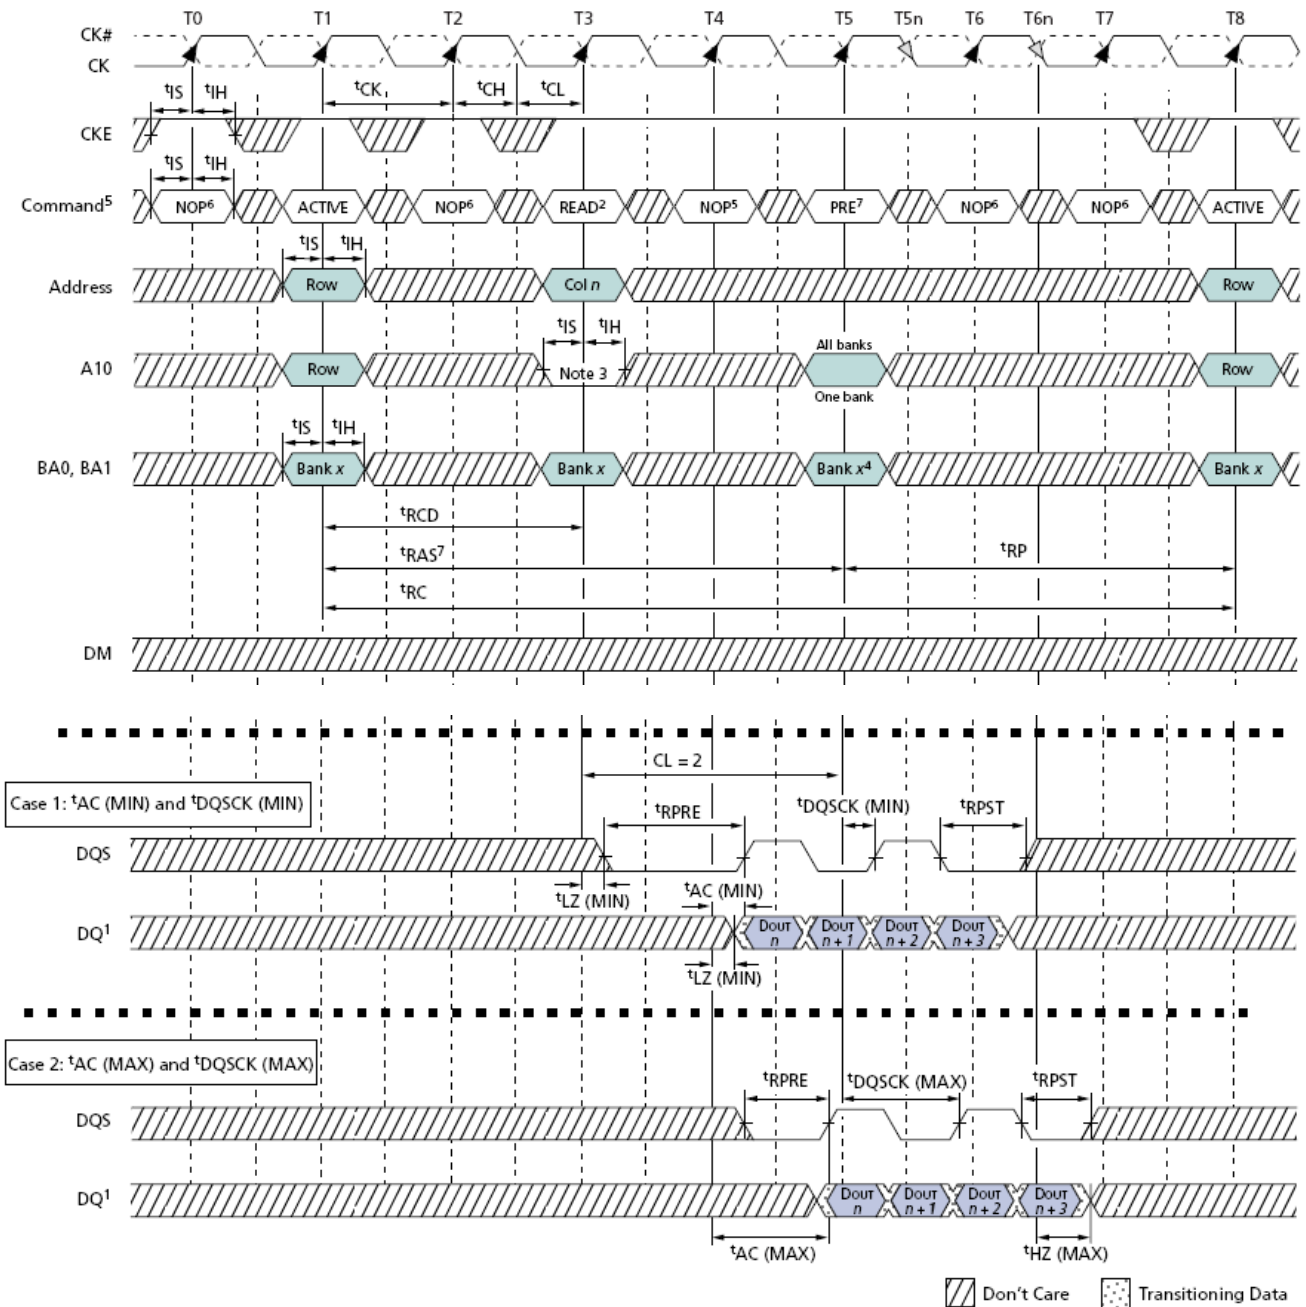 T0 T1 T2 T3 T4 T5 T5n T6 T6n T7 T8
CK#
CK
tIS tIH tCK tCH tCL
CKE
tIS tIH
Command5 NOP6 ACTIVE NOP6 READ2 NOP5 PRE7 NOP6 NOP6 ACTIVE
tIS tIH
Address Row Col n Row
tIS tIH
All banks
A10 Row Note 3 Row
One bank
tIS tIH
BA0, BA1 Bank x Bank x Bank x4 Bank x
tRCD
tRAS7 tRP
tRC
DM
CL = 2
Case 1: tAC (MIN) and tDQSCK (MIN)
tRPRE tDQSCK (MIN) tRPST
DQS
tLZ (MIN) tAC (MIN)
DQ1 DOUT n DOUT n + 1 DOUT n + 2 DOUT n + 3
tLZ (MIN)
Case 2: tAC (MAX) and tDQSCK (MAX)
tRPRE tDQSCK (MAX) tRPST
DQS
DQ1 DOUT n DOUT n + 1 DOUT n + 2 DOUT n + 3
tAC (MAX) tHZ (MAX)
Don't Care Transitioning Data